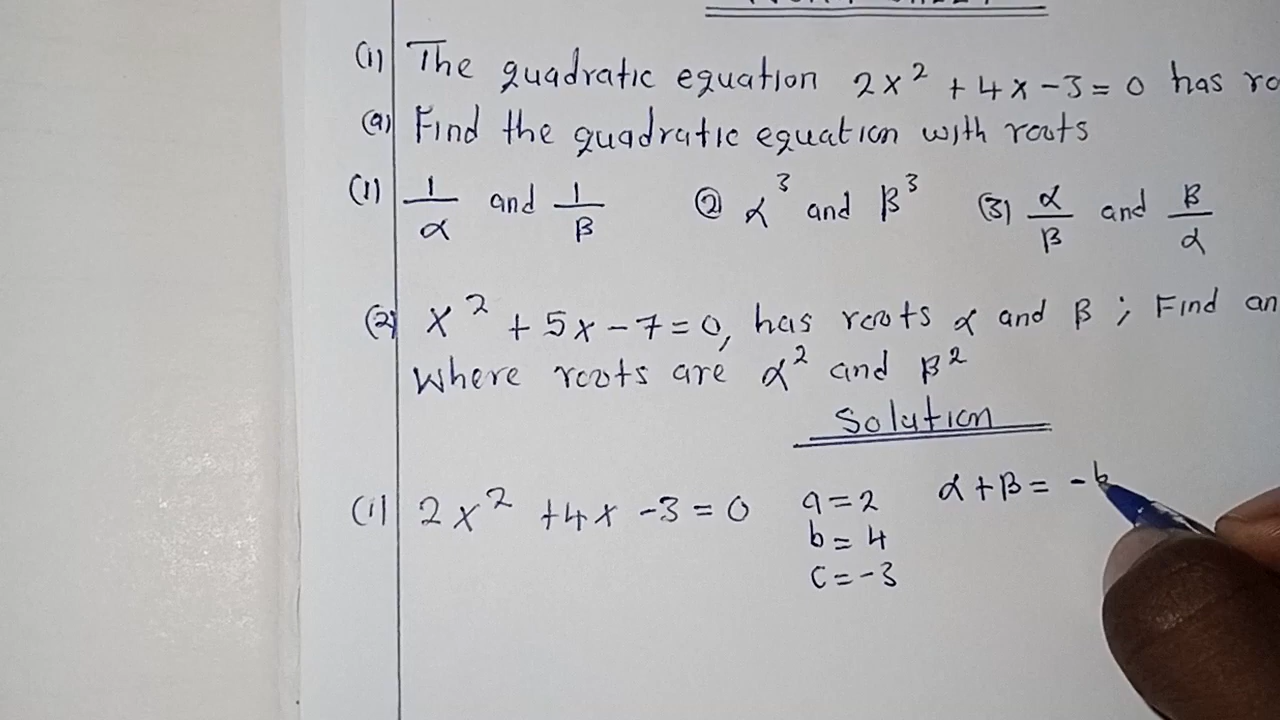 (1) The quadratic equation 2x² + 4x - 3 = 0 has
(a) Find the quadratic equation with roots
(1) 1/α and 1/β (2) α³ and β³ (3) α/β and β/α
(2) x² + 5x - 7 = 0, has roots α and β ; Find
where roots are α² and β²
Solution
(1) 2x² + 4x - 3 = 0 a = 2 α + β = -b
b = 4
c = -3